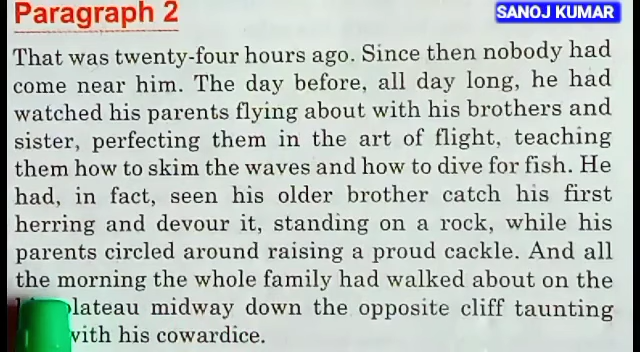 Paragraph 2
SANOJ KUMAR
That was twenty-four hours ago. Since then nobody had
come near him. The day before, all day long, he had
watched his parents flying about with his brothers and
sister, perfecting them in the art of flight, teaching
them how to skim the waves and how to dive for fish. He
had, in fact, seen his older brother catch his first
herring and devour it, standing on a rock, while his
parents circled around raising a proud cackle. And all
the morning the whole family had walked about on the
lateau midway down the opposite cliff taunting
with his cowardice.